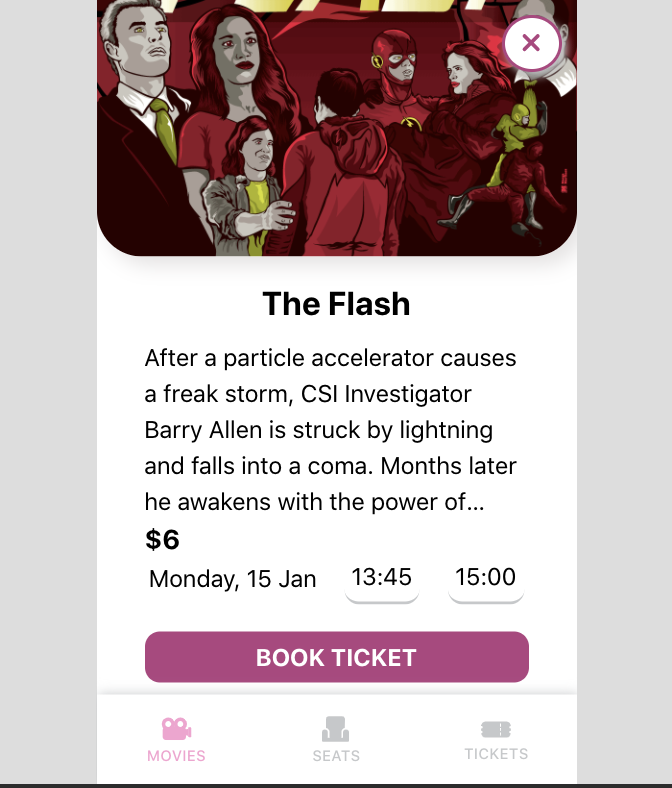 The Flash
After a particle accelerator causes
a freak storm, CSI Investigator
Barry Allen is struck by lightning
and falls into a coma. Months later
he awakens with the power of...
$6
Monday, 15 Jan 13:45 15:00
BOOK TICKET
MOVIES SEATS TICKETS